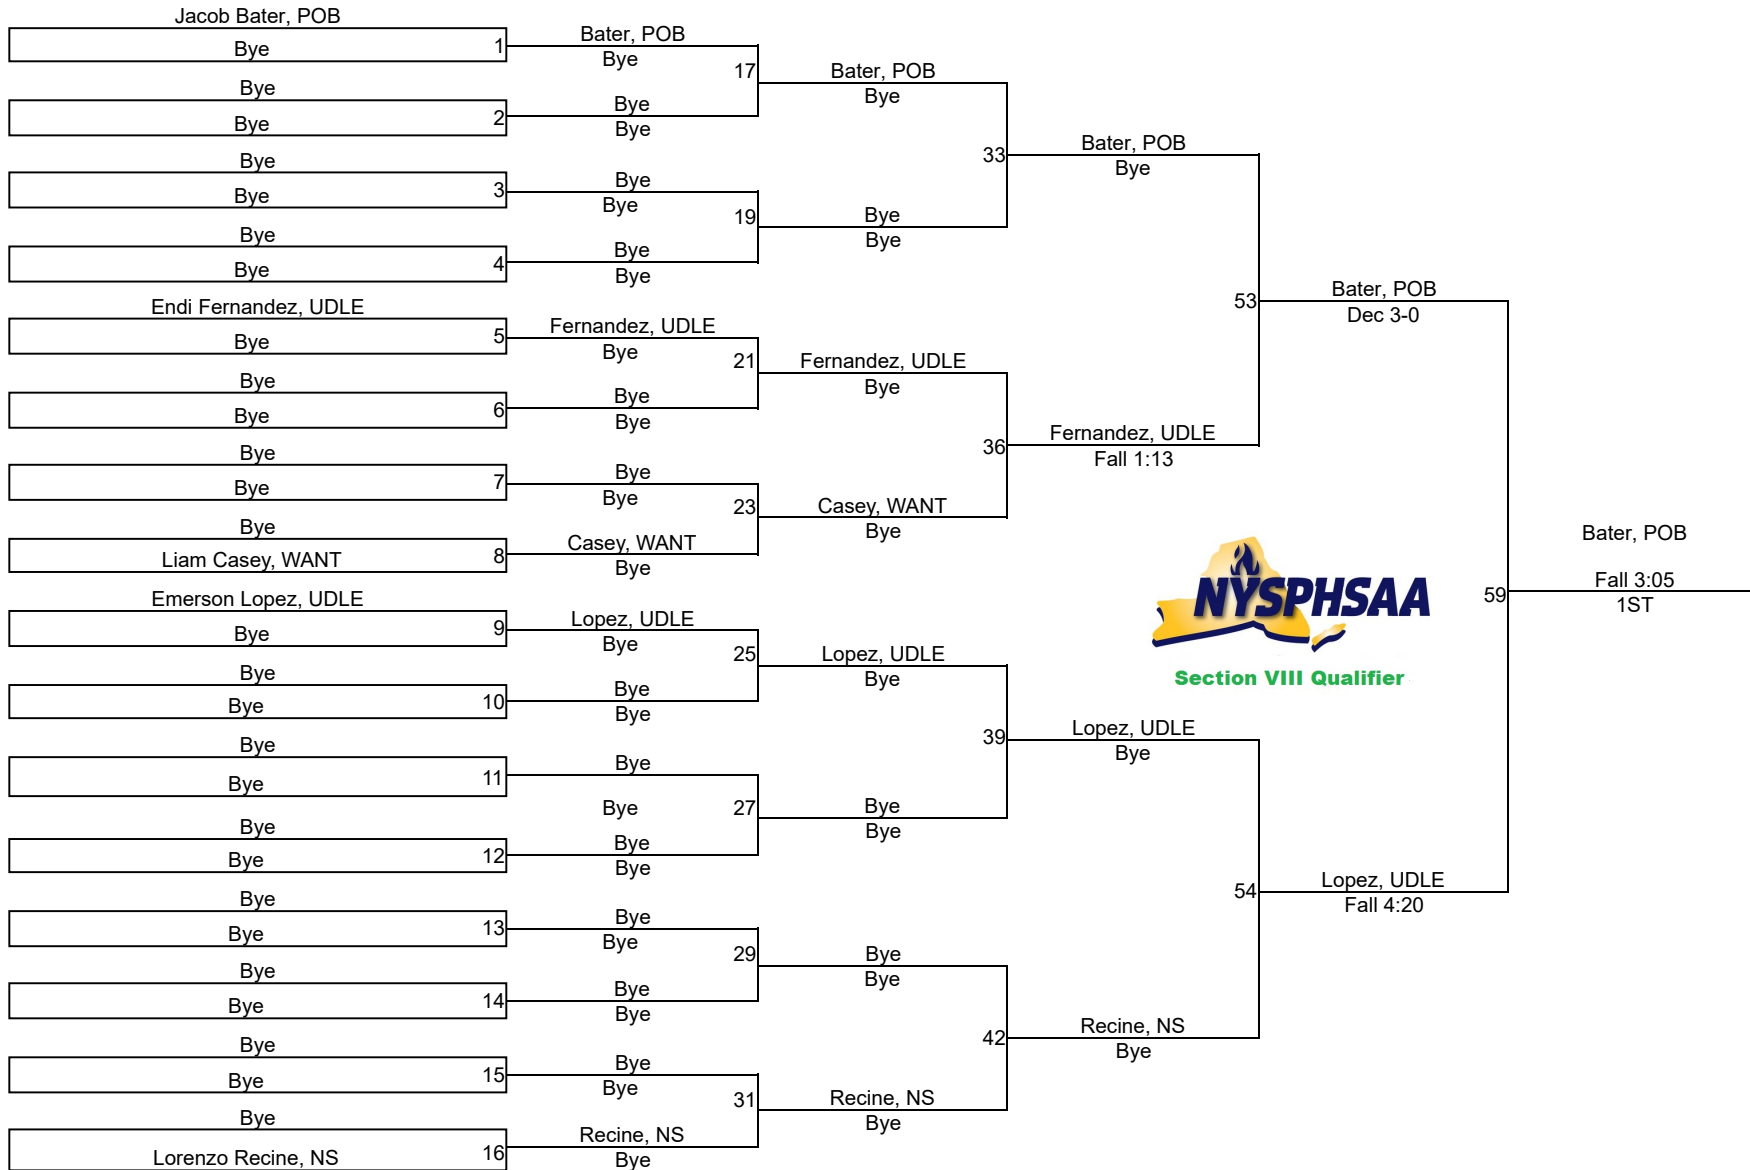 Jacob Bater, POB
Bye
1
Bye
Bye
2
Bye
Bye
3
Bye
Bye
4
Endi Fernandez, UDLE
Bye
5
Bye
Bye
6
Bye
Bye
7
Bye
Liam Casey, WANT
8
Emerson Lopez, UDLE
Bye
9
Bye
Bye
10
Bye
Bye
11
Bye
Bye
12
Bye
Bye
13
Bye
Bye
14
Bye
Bye
15
Bye
Lorenzo Recine, NS
16
Bater, POB
Bye
17
Bye
Bye
Bye
Bye
19
Bye
Bye
Fernandez, UDLE
Bye
21
Bye
Bye
Bye
Bye
23
Casey, WANT
Bye
Lopez, UDLE
Bye
25
Bye
Bye
Bye
Bye
27
Bye
Bye
Bye
Bye
29
Bye
Bye
Bye
Bye
31
Recine, NS
Bye
Bater, POB
Bye
33
Bye
Bye
Fernandez, UDLE
Bye
36
Casey, WANT
Bye
Lopez, UDLE
Bye
39
Bye
Bye
Bye
Bye
42
Recine, NS
Bye
Bater, POB
Bye
53
Fernandez, UDLE
Fall 1:13
Lopez, UDLE
Bye
54
Recine, NS
Bye
Bater, POB
Dec 3-0
59
Lopez, UDLE
Fall 4:20
Bater, POB
Fall 3:05
1ST
NYSPHSAA
Section VIII Qualifier